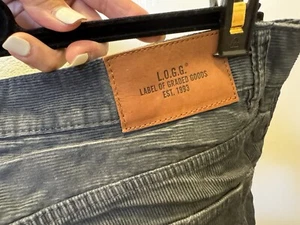 L.O.G.G.®
LABEL OF GRADED GOODS
EST. 1993